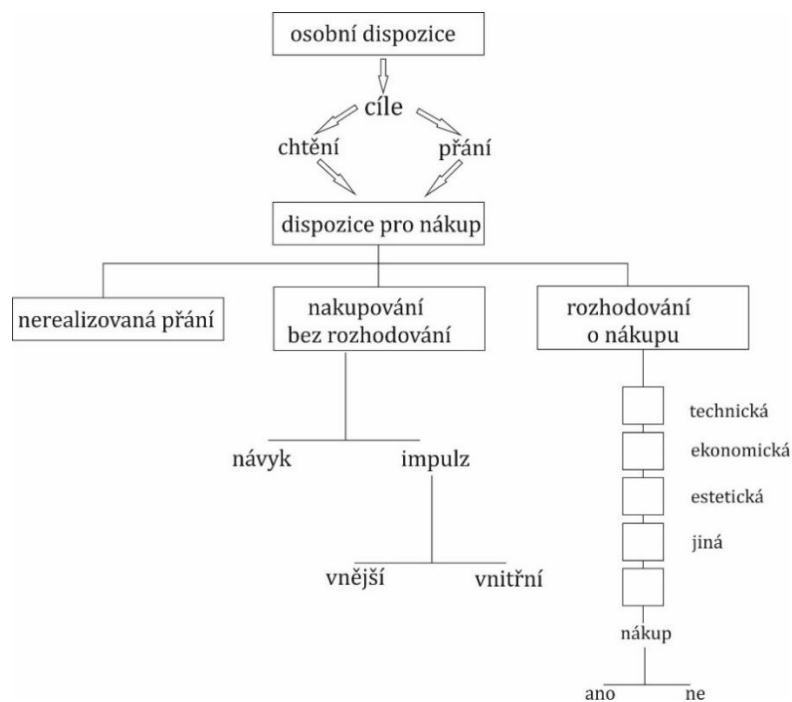 osobní dispozice
cíle
chtění
přání
dispozice pro nákup
nerealizovaná přání
nakupování
bez rozhodování
rozhodování
o nákupu
technická
ekonomická
estetická
jiná
návyk
impulz
vnější
vnitřní
nákup
ano
ne